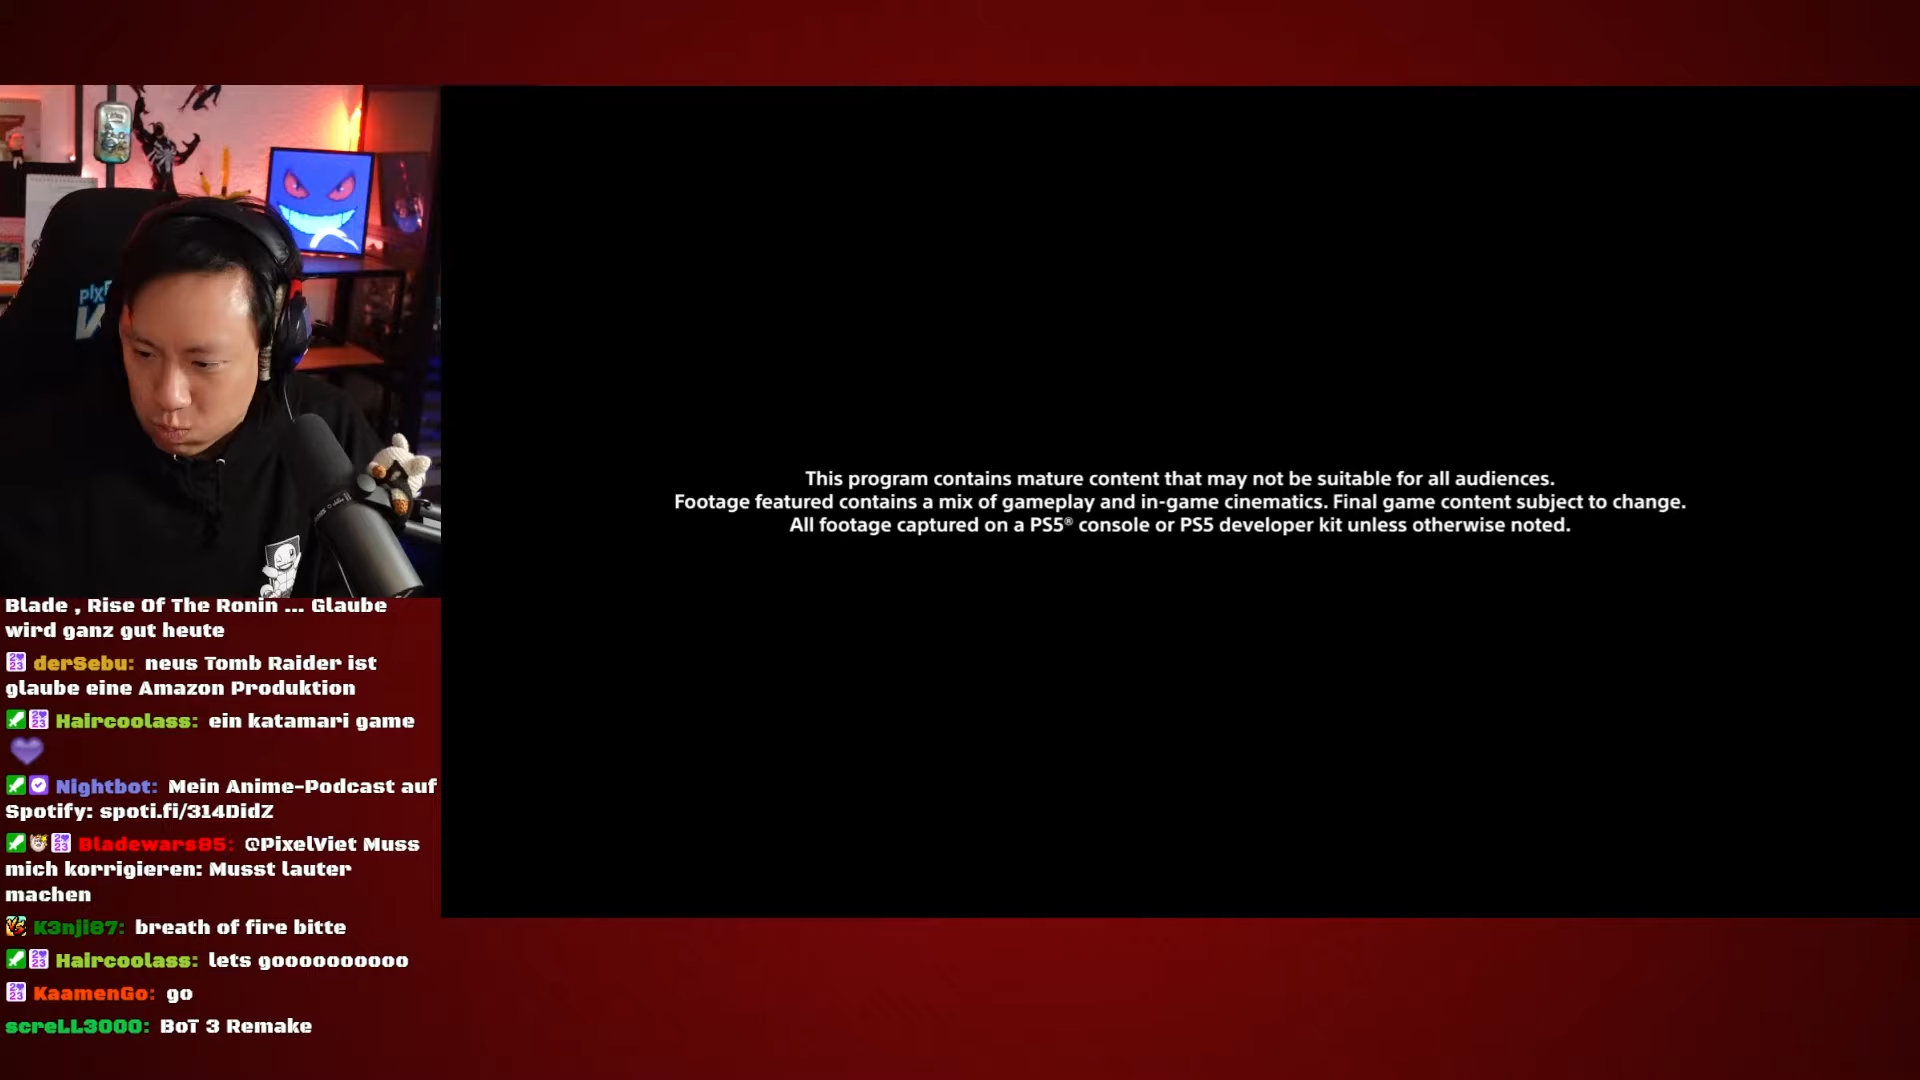 This program contains mature content that may not be suitable for all audiences.
Footage featured contains a mix of gameplay and in-game cinematics. Final game content subject to change.
All footage captured on a PS5® console or PS5 developer kit unless otherwise noted.
Blade , Rise Of The Ronin ... Glaube
wird ganz gut heute
derSebu: neus Tomb Raider ist
glaube eine Amazon Produktion
Haircoolass: ein katamari game
Nightbot: Mein Anime-Podcast auf
Spotify: spoti.fi/314DidZ
Bladewars85: @PixelViet Muss
mich korrigieren: Musst lauter
machen
K3nji87: breath of fire bitte
Haircoolass: lets goooooooooo
KaamenGo: go
screLL3000: BoT 3 Remake